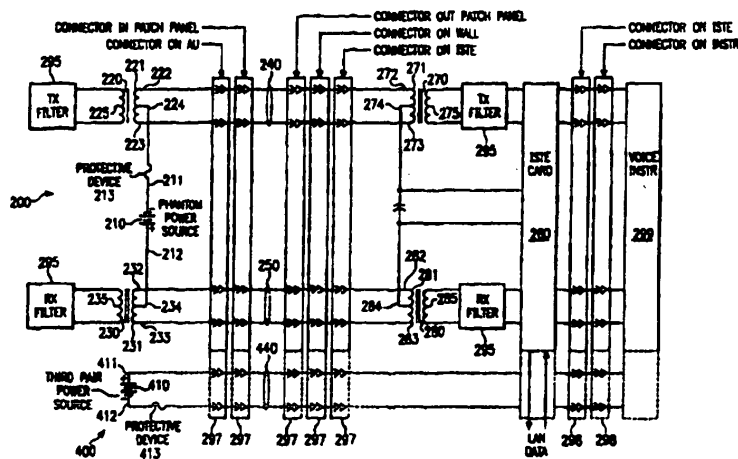 CONNECTOR IN PATCH PANEL
CONNECTOR ON AU
CONNECTOR OUT PATCH PANEL
CONNECTOR ON WALL
CONNECTOR ON ISTE
CONNECTOR ON ISTE
CONNECTOR ON INSTR
295
220
221
222
240
272
271
270
TX FILTER
225
224
223
274
273
275
TX FILTER
295
PROTECTIVE DEVICE 213
211
200
210
PHANTOM POWER SOURCE
212
ISTE CARD
280
VOICE INSTR
299
295
232
250
282
281
RX FILTER
235
234
284
285
RX FILTER
230
231
233
283
280
295
411
440
THIRD PAIR POWER SOURCE
410
412
400
PROTECTIVE DEVICE 413
297
297
297
297
297
LAN DATA
298
298